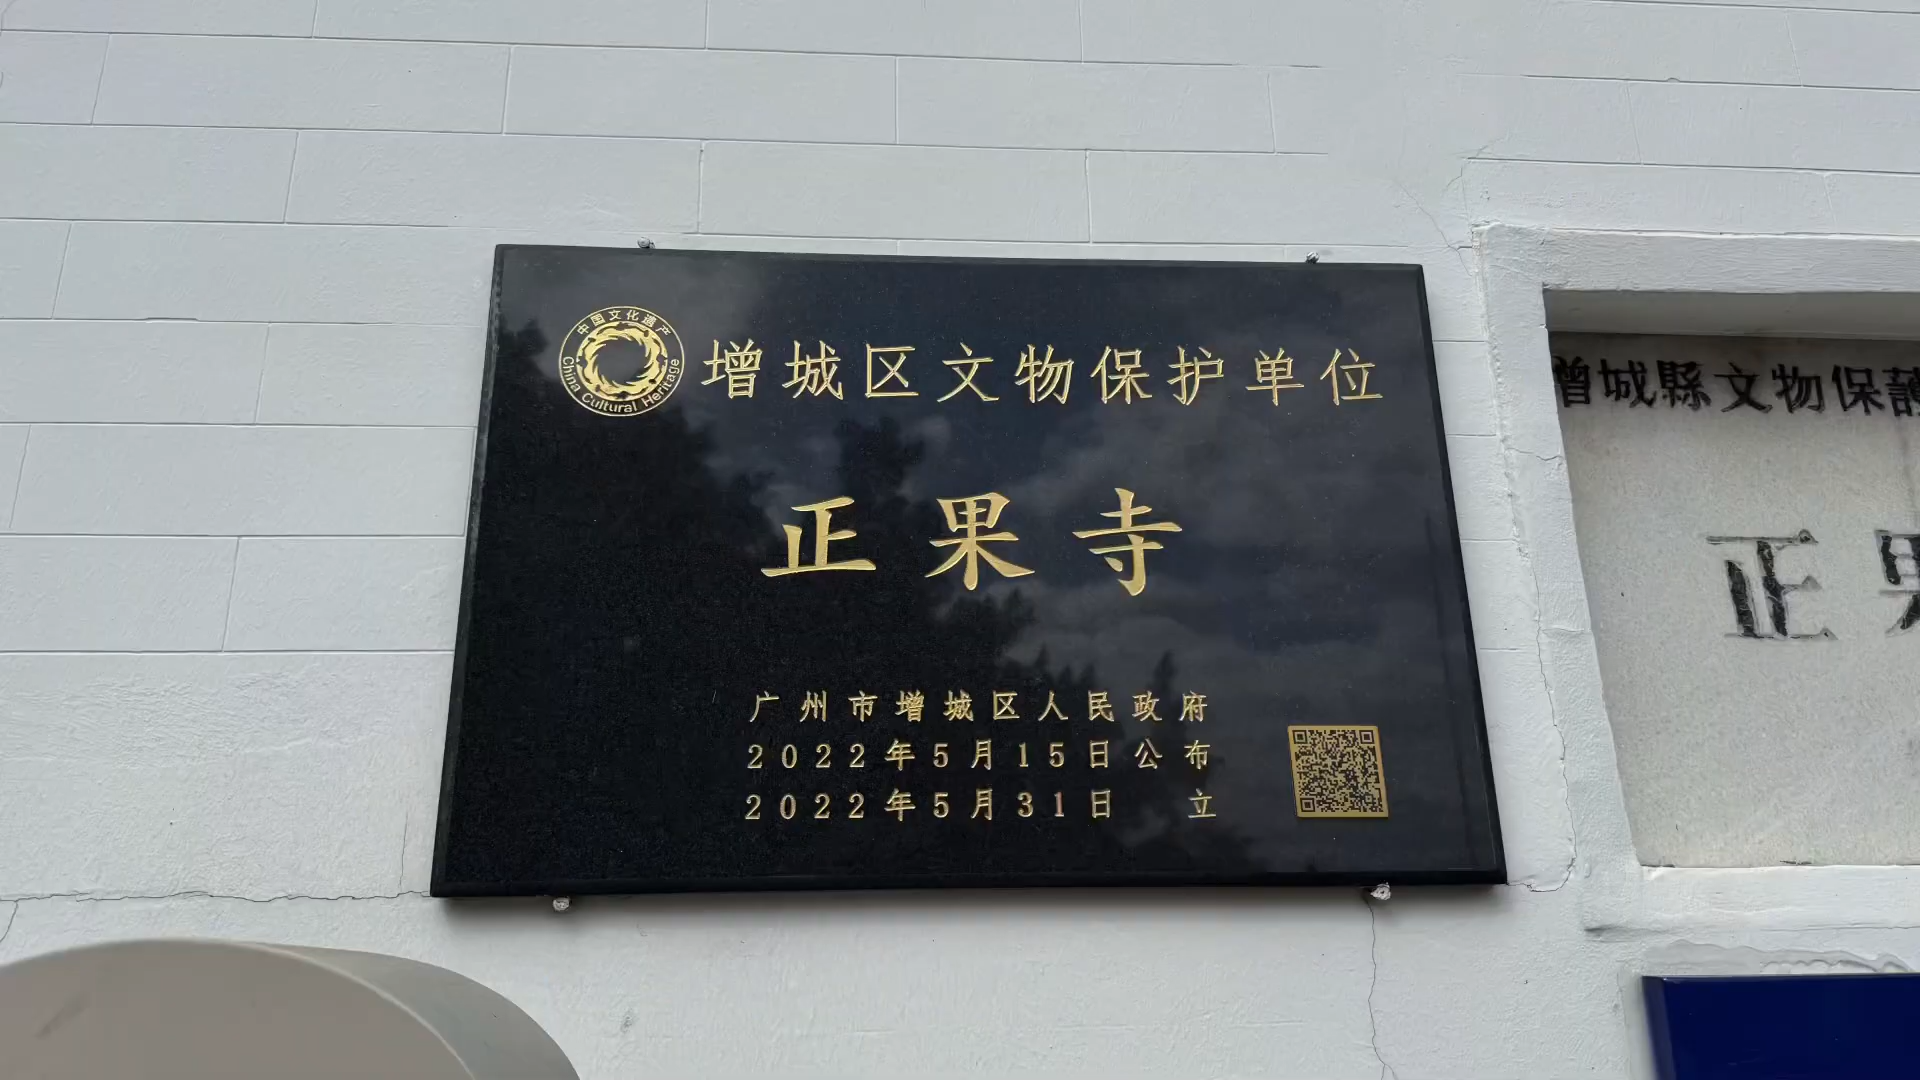 中国文化遗产
China Cultural Heritage
增城区文物保护单位
正果寺
广州市增城区人民政府
2022年5月15日公布
2022年5月31日 立
增城縣文物保護
正果